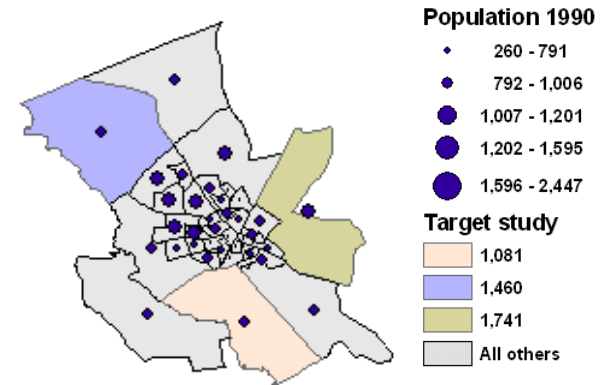 Population 1990
260 - 791
792 - 1,006
1,007 - 1,201
1,202 - 1,595
1,596 - 2,447
Target study
1,081
1,460
1,741
All others